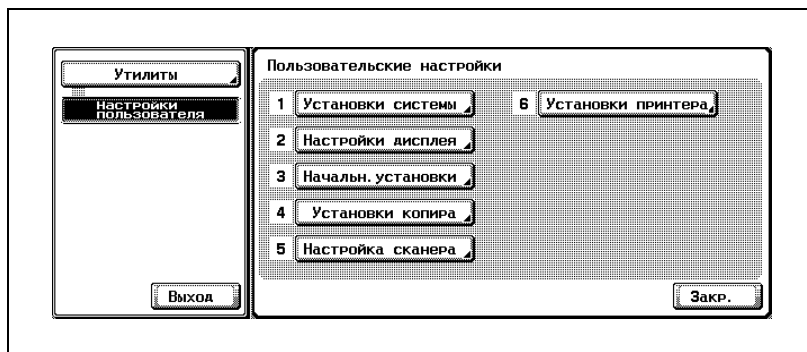 Утилиты
Настройки
пользователя
Выход
Пользовательские настройки
1 Установки системы
2 Настройки дисплея
3 Начальн.установки
4 Установки копира
5 Настройка сканера
6 Установки принтера
Закр.